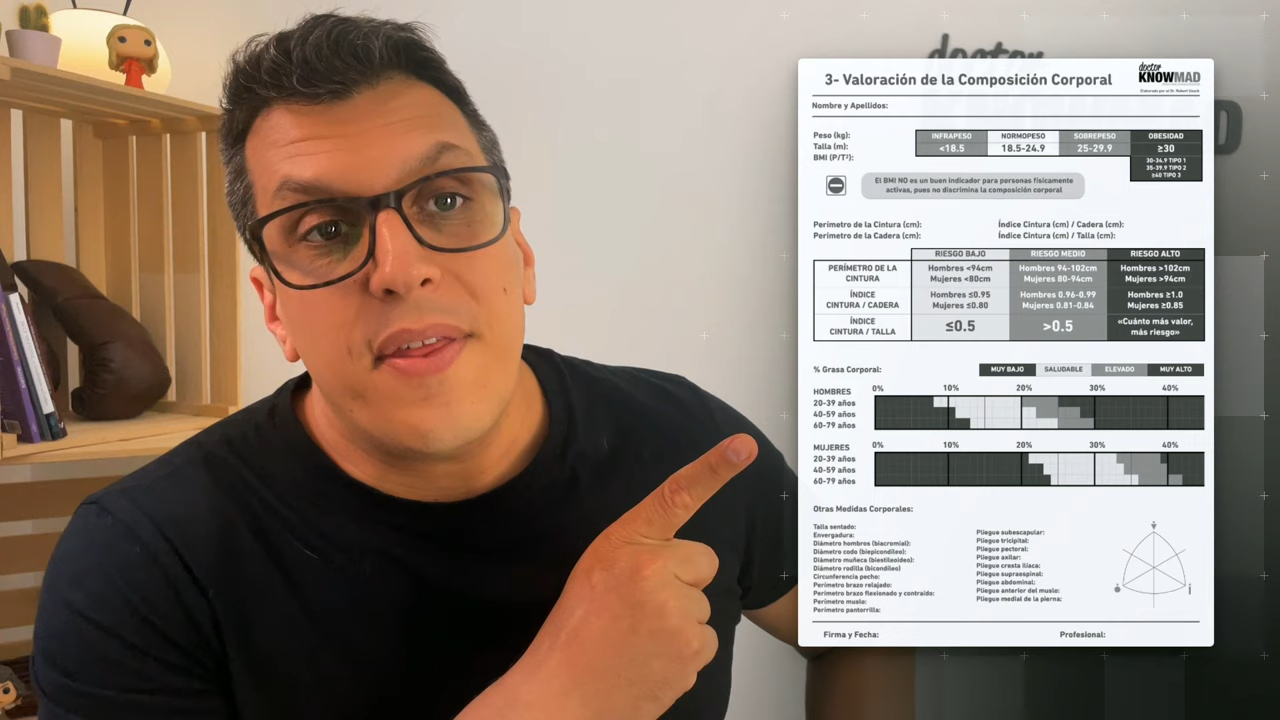 doctor
3- Valoración de la Composición Corporal
doctor
KNOWMAD
Nombre y Apellidos:
Peso (kg):
Talla (m):
BMI (P/T²):
INFRAPESO NORMOPESO SOBREPESO OBESIDAD
<18.5 18.5-24.9 25-29.9 ≥30
30-34.9 TIPO 1
35-39.9 TIPO 2
≥40 TIPO 3
El BMI NO es un buen indicador para personas físicamente
activas, pues no discrimina la composición corporal
Perímetro de la Cintura (cm): Índice Cintura (cm) / Cadera (cm):
Perímetro de la Cadera (cm): Índice Cintura (cm) / Talla (cm):
RIESGO BAJO RIESGO MEDIO RIESGO ALTO
PERÍMETRO DE LA CINTURA Hombres <94cm Hombres 94-102cm Hombres >102cm
Mujeres <80cm Mujeres 80-94cm Mujeres >94cm
ÍNDICE CINTURA / CADERA Hombres ≤0.95 Hombres 0.96-0.99 Hombres ≥1.0
Mujeres ≤0.80 Mujeres 0.81-0.84 Mujeres ≥0.85
ÍNDICE CINTURA / TALLA ≤0.5 >0.5 «Cuánto más valor, más riesgo»
% Grasa Corporal: MUY BAJO SALUDABLE ELEVADO MUY ALTO
HOMBRES 0% 10% 20% 30% 40%
20-39 años
40-59 años
60-79 años
MUJERES 0% 10% 20% 30% 40%
20-39 años
40-59 años
60-79 años
Otras Medidas Corporales:
Talla sentado:
Envergadura:
Diámetro hombros (biacromial):
Diámetro codo (biepicondileo):
Diámetro muñeca (biestiloideo):
Diámetro rodilla (bicondileo)
Circunferencia pecho:
Perímetro brazo relajado:
Perímetro brazo flexionado y contraído:
Perímetro muslo:
Perímetro pantorrilla:
Pliegue subescapular:
Pliegue tricipital:
Pliegue pectoral:
Pliegue axilar:
Pliegue cresta ilíaca:
Pliegue supraespinal:
Pliegue abdominal:
Pliegue anterior del muslo:
Pliegue medial de la pierna:
Firma y Fecha: Profesional: